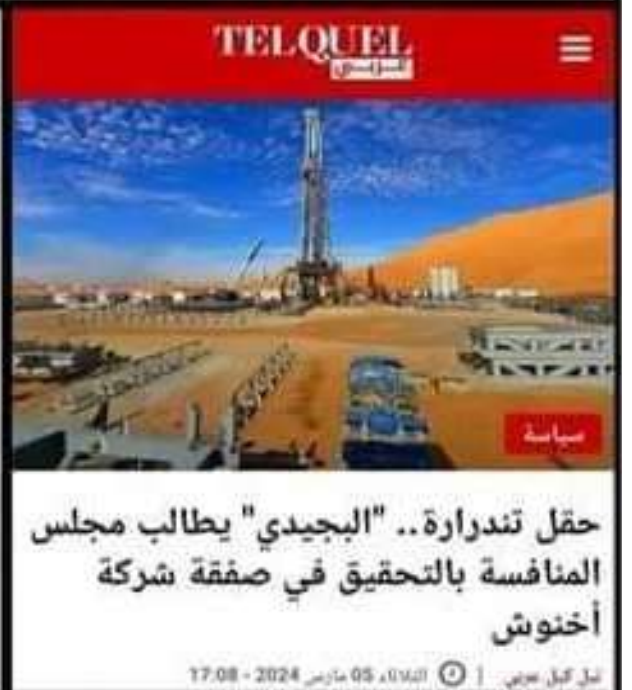 TELQUEL
عربي
سياسة
حقل تندرارة.. "البجيدي" يطالب مجلس
المنافسة بالتحقيق في صفقة شركة
أخنوش
تيل كيل عربي | الثلاثاء 05 مارس 2024 - 17:08